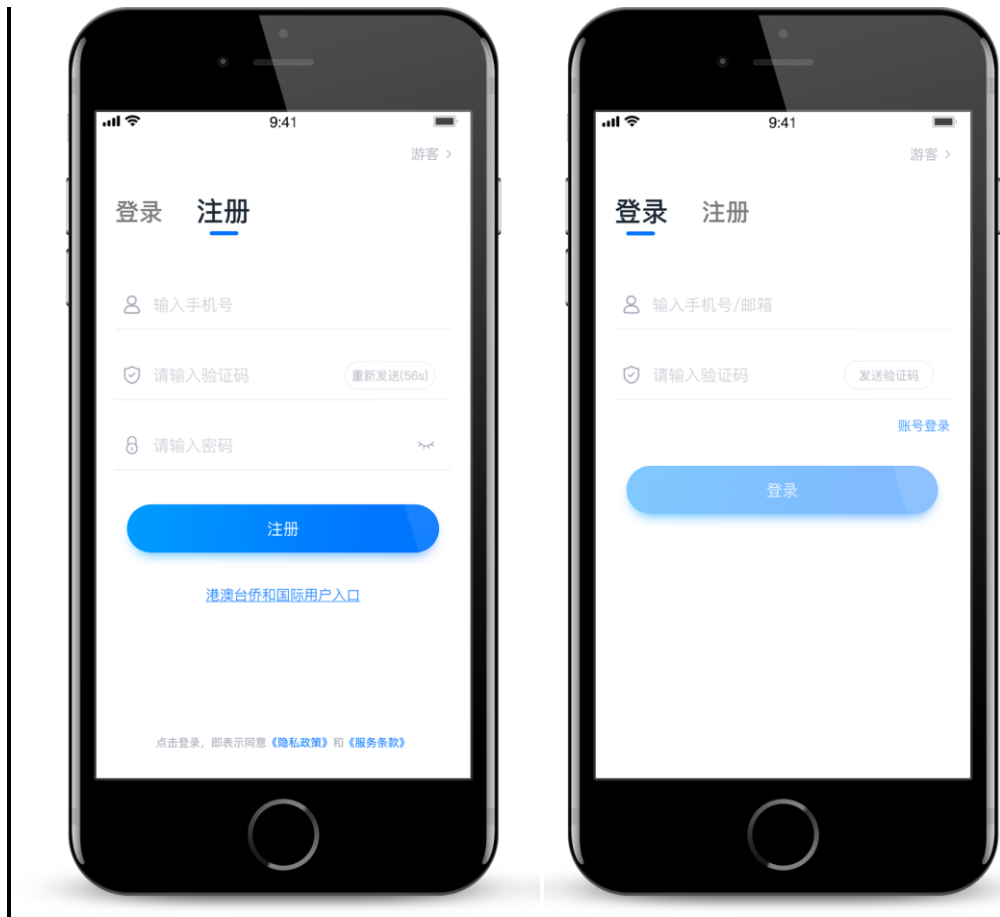 9:41
游客 >
登录 注册
输入手机号
请输入验证码 重新发送(56s)
请输入密码
注册
港澳台侨和国际用户入口
点击登录，即表示同意《隐私政策》和《服务条款》
9:41
游客 >
登录 注册
输入手机号/邮箱
请输入验证码 发送验证码
账号登录
登录